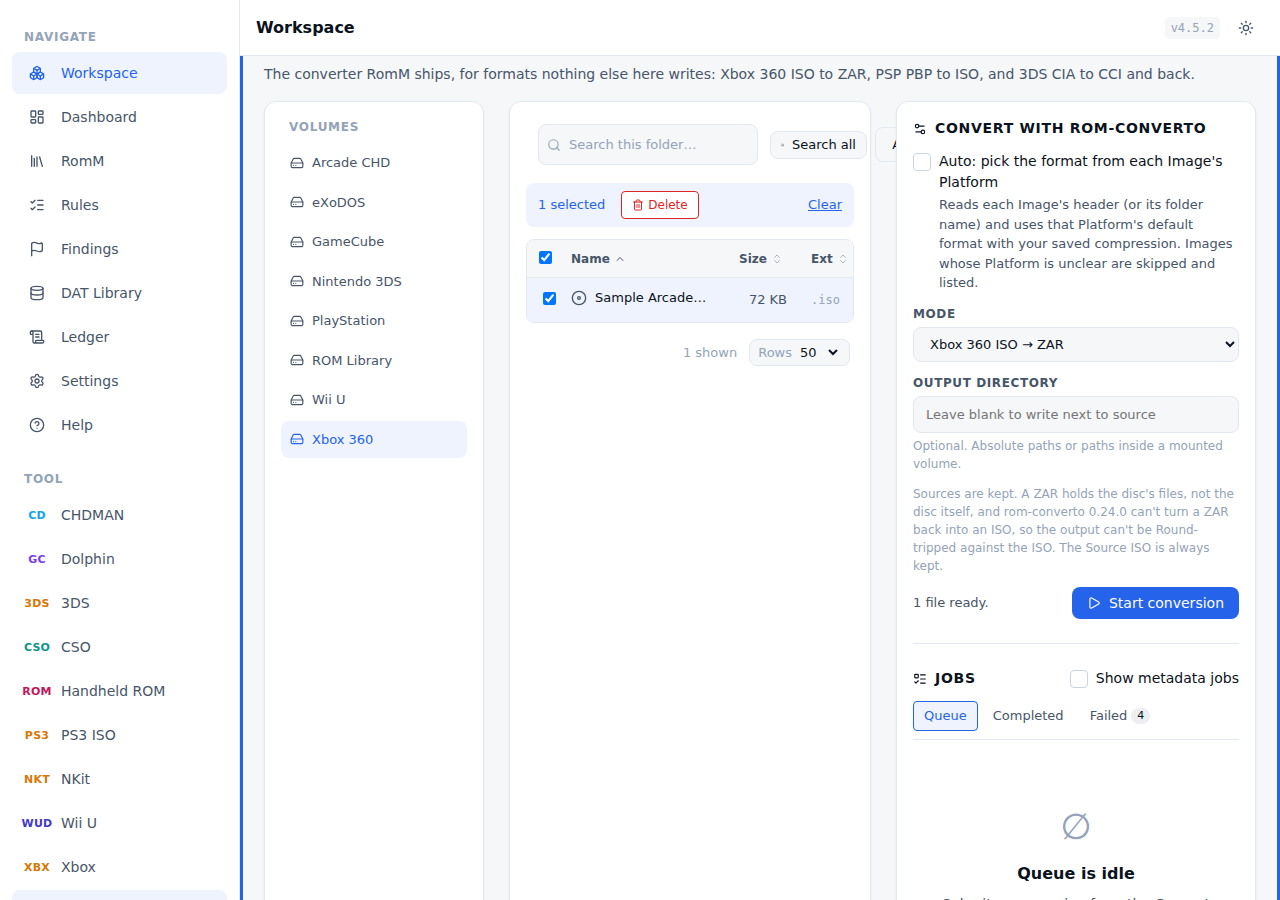 NAVIGATE
Workspace
Dashboard
RomM
Rules
Findings
DAT Library
Ledger
Settings
Help
TOOL
CD CHDMAN
GC Dolphin
3DS 3DS
CSO CSO
ROM Handheld ROM
PS3 PS3 ISO
NKT NKit
WUD Wii U
XBX Xbox
Workspace
v4.5.2
The converter RomM ships, for formats nothing else here writes: Xbox 360 ISO to ZAR, PSP PBP to ISO, and 3DS CIA to CCI and back.
VOLUMES
Arcade CHD
eXoDOS
GameCube
Nintendo 3DS
PlayStation
ROM Library
Wii U
Xbox 360
Search this folder…
Search all
1 selected
Delete
Clear
Name
Size
Ext
Sample Arcade…
72 KB
.iso
1 shown
Rows 50
CONVERT WITH ROM-CONVERTO
Auto: pick the format from each Image's
Platform
Reads each Image's header (or its folder
name) and uses that Platform's default
format with your saved compression. Images
whose Platform is unclear are skipped and
listed.
MODE
Xbox 360 ISO → ZAR
OUTPUT DIRECTORY
Leave blank to write next to source
Optional. Absolute paths or paths inside a mounted
volume.
Sources are kept. A ZAR holds the disc's files, not the
disc itself, and rom-converto 0.24.0 can't turn a ZAR
back into an ISO, so the output can't be Round-
tripped against the ISO. The Source ISO is always
kept.
1 file ready.
Start conversion
JOBS
Show metadata jobs
Queue
Completed
Failed 4
Queue is idle